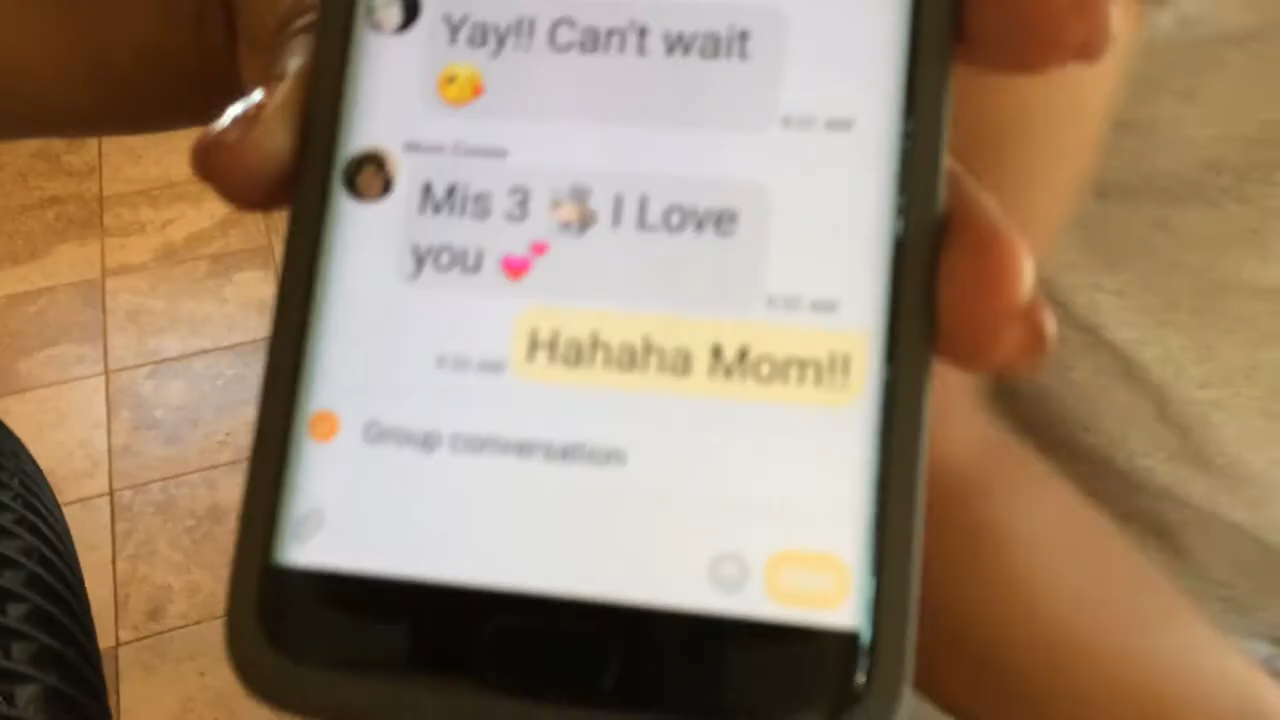 Yay!! Can't wait
😘
Mis 3 I Love
you 💕
Hahaha Mom!!
Group conversation